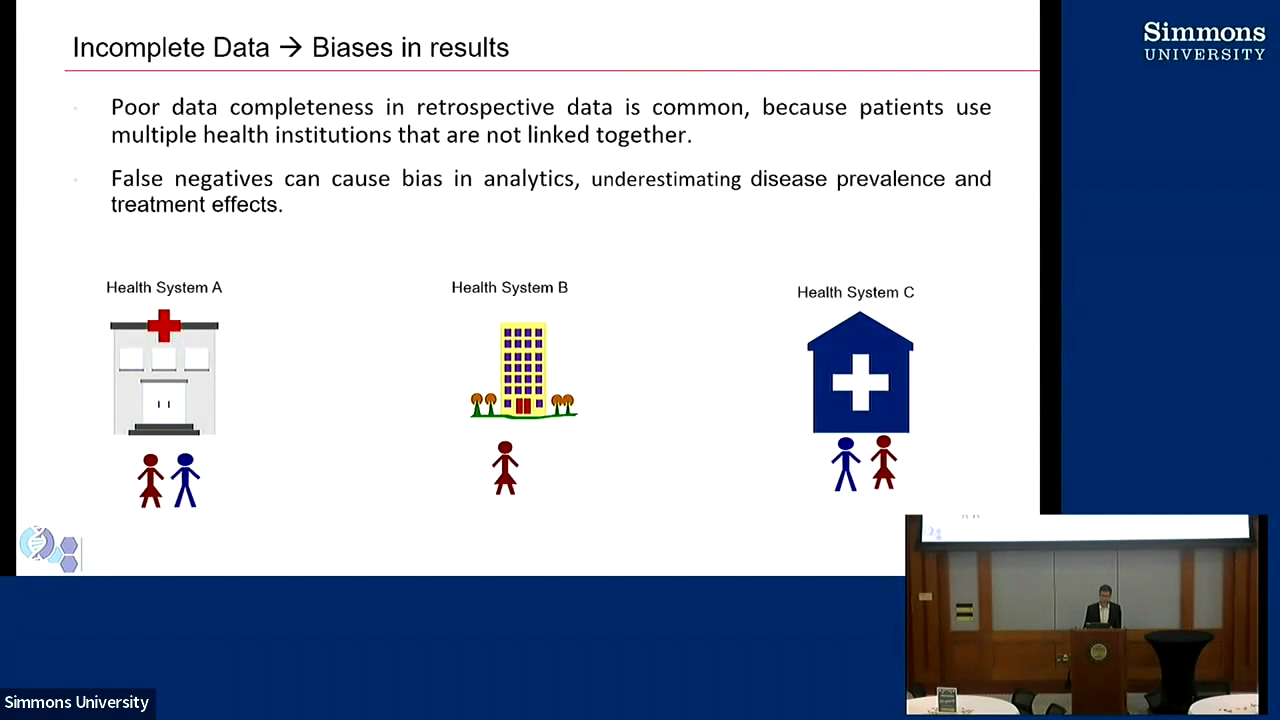 Incomplete Data → Biases in results
Simmons
UNIVERSITY
Poor data completeness in retrospective data is common, because patients use
multiple health institutions that are not linked together.
False negatives can cause bias in analytics, underestimating disease prevalence and
treatment effects.
Health System A
Health System B
Health System C
Simmons University